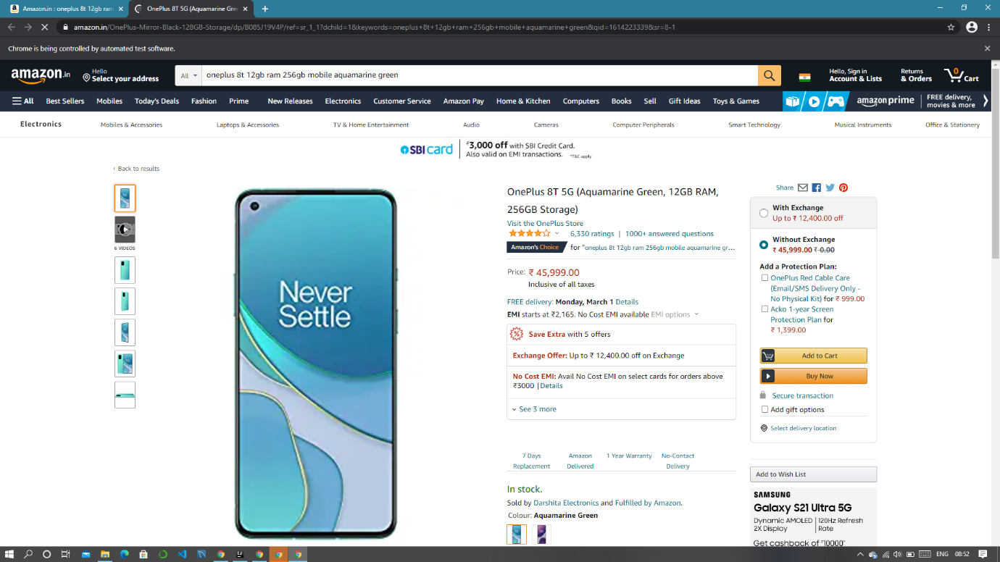 Amazon.in : oneplus 8t 12gb ram
OnePlus 8T 5G (Aquamarine Gree
amazon.in/OnePlus-Mirror-Black-128GB-Storage/dp/B085J19V4P/ref=sr_1_1?dchild=1&keywords=oneplus+8t+12gb+ram+256gb+mobile+aquamarine+green&qid=1614223339&sr=8-1
Chrome is being controlled by automated test software.
amazon.in
Hello
Select your address
All
oneplus 8t 12gb ram 256gb mobile aquamarine green
Hello, Sign in
Account & Lists
Returns
& Orders
0
Cart
All Best Sellers Mobiles Today's Deals Fashion Prime New Releases Electronics Customer Service Amazon Pay Home & Kitchen Computers Books Sell Gift Ideas Toys & Games
amazon prime
FREE delivery,
movies & more
Electronics Mobiles & Accessories Laptops & Accessories TV & Home Entertainment Audio Cameras Computer Peripherals Smart Technology Musical Instruments Office & Stationery
SBI card
₹3,000 off with SBI Credit Card.
Also valid on EMI transactions. *T&C apply
‹ Back to results
6 VIDEOS
Never
Settle
OnePlus 8T 5G (Aquamarine Green, 12GB RAM,
256GB Storage)
Visit the OnePlus Store
6,330 ratings | 1000+ answered questions
Amazon's Choice for "oneplus 8t 12gb ram 256gb mobile aquamarine gr...
Price: ₹ 45,999.00
Inclusive of all taxes
FREE delivery: Monday, March 1 Details
EMI starts at ₹2,165. No Cost EMI available EMI options
Save Extra with 5 offers
Exchange Offer: Up to ₹ 12,400.00 off on Exchange
No Cost EMI: Avail No Cost EMI on select cards for orders above
₹3000 |Details
See 3 more
7 Days
Replacement
Amazon
Delivered
1 Year Warranty
No-Contact
Delivery
In stock.
Sold by Darshita Electronics and Fulfilled by Amazon.
Colour: Aquamarine Green
Share
With Exchange
Up to ₹ 12,400.00 off
Without Exchange
₹ 45,999.00 ₹ 0.00
Add a Protection Plan:
OnePlus Red Cable Care
(Email/SMS Delivery Only -
No Physical Kit) for ₹ 999.00
Acko 1-year Screen
Protection Plan for
₹ 1,399.00
Add to Cart
Buy Now
Secure transaction
Add gift options
Select delivery location
Add to Wish List
SAMSUNG
Galaxy S21 Ultra 5G
Dynamic AMOLED | 120Hz Refresh
2X Display | Rate
Get cashback of ₹10000*
ENG 08:52